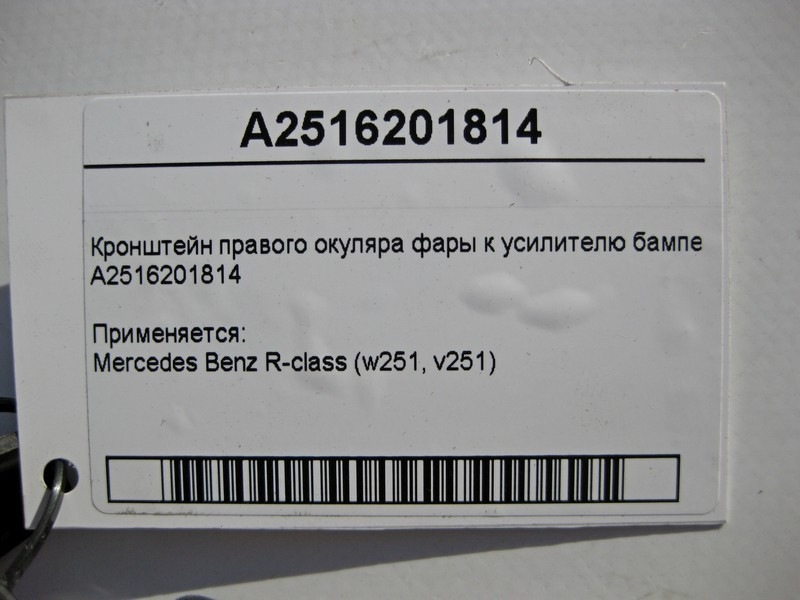 A2516201814
Кронштейн правого окуляра фары к усилителю бампе
A2516201814
Применяется:
Mercedes Benz R-class (w251, v251)